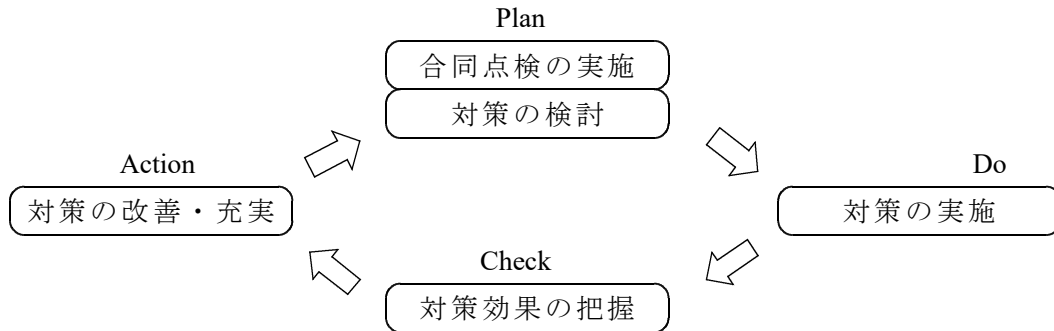 Plan
合同点検の実施
対策の検討
Action
Do
対策の改善・充実
対策の実施
Check
対策効果の把握